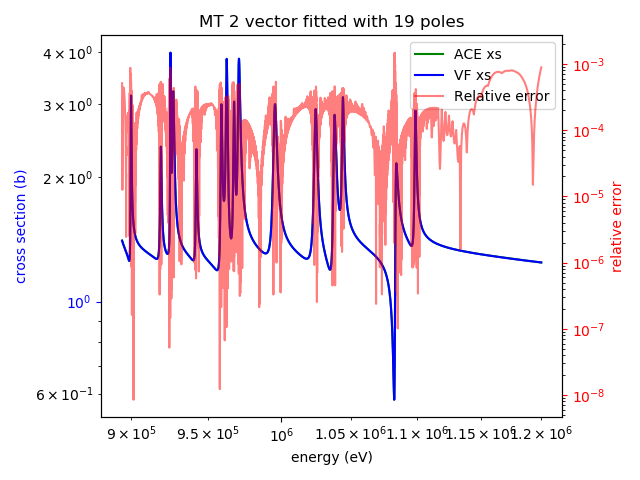 MT 2 vector fitted with 19 poles
ACE xs
VF xs
Relative error
4 × 10⁰
3 × 10⁰
2 × 10⁰
10⁰
6 × 10⁻¹
cross section (b)
10⁻³
10⁻⁴
10⁻⁵
10⁻⁶
10⁻⁷
10⁻⁸
relative error
9 × 10⁵
9.5 × 10⁵
10⁶
1.05 × 10⁶
1.1 × 10⁶
1.15 × 10⁶
1.2 × 10⁶
energy (eV)